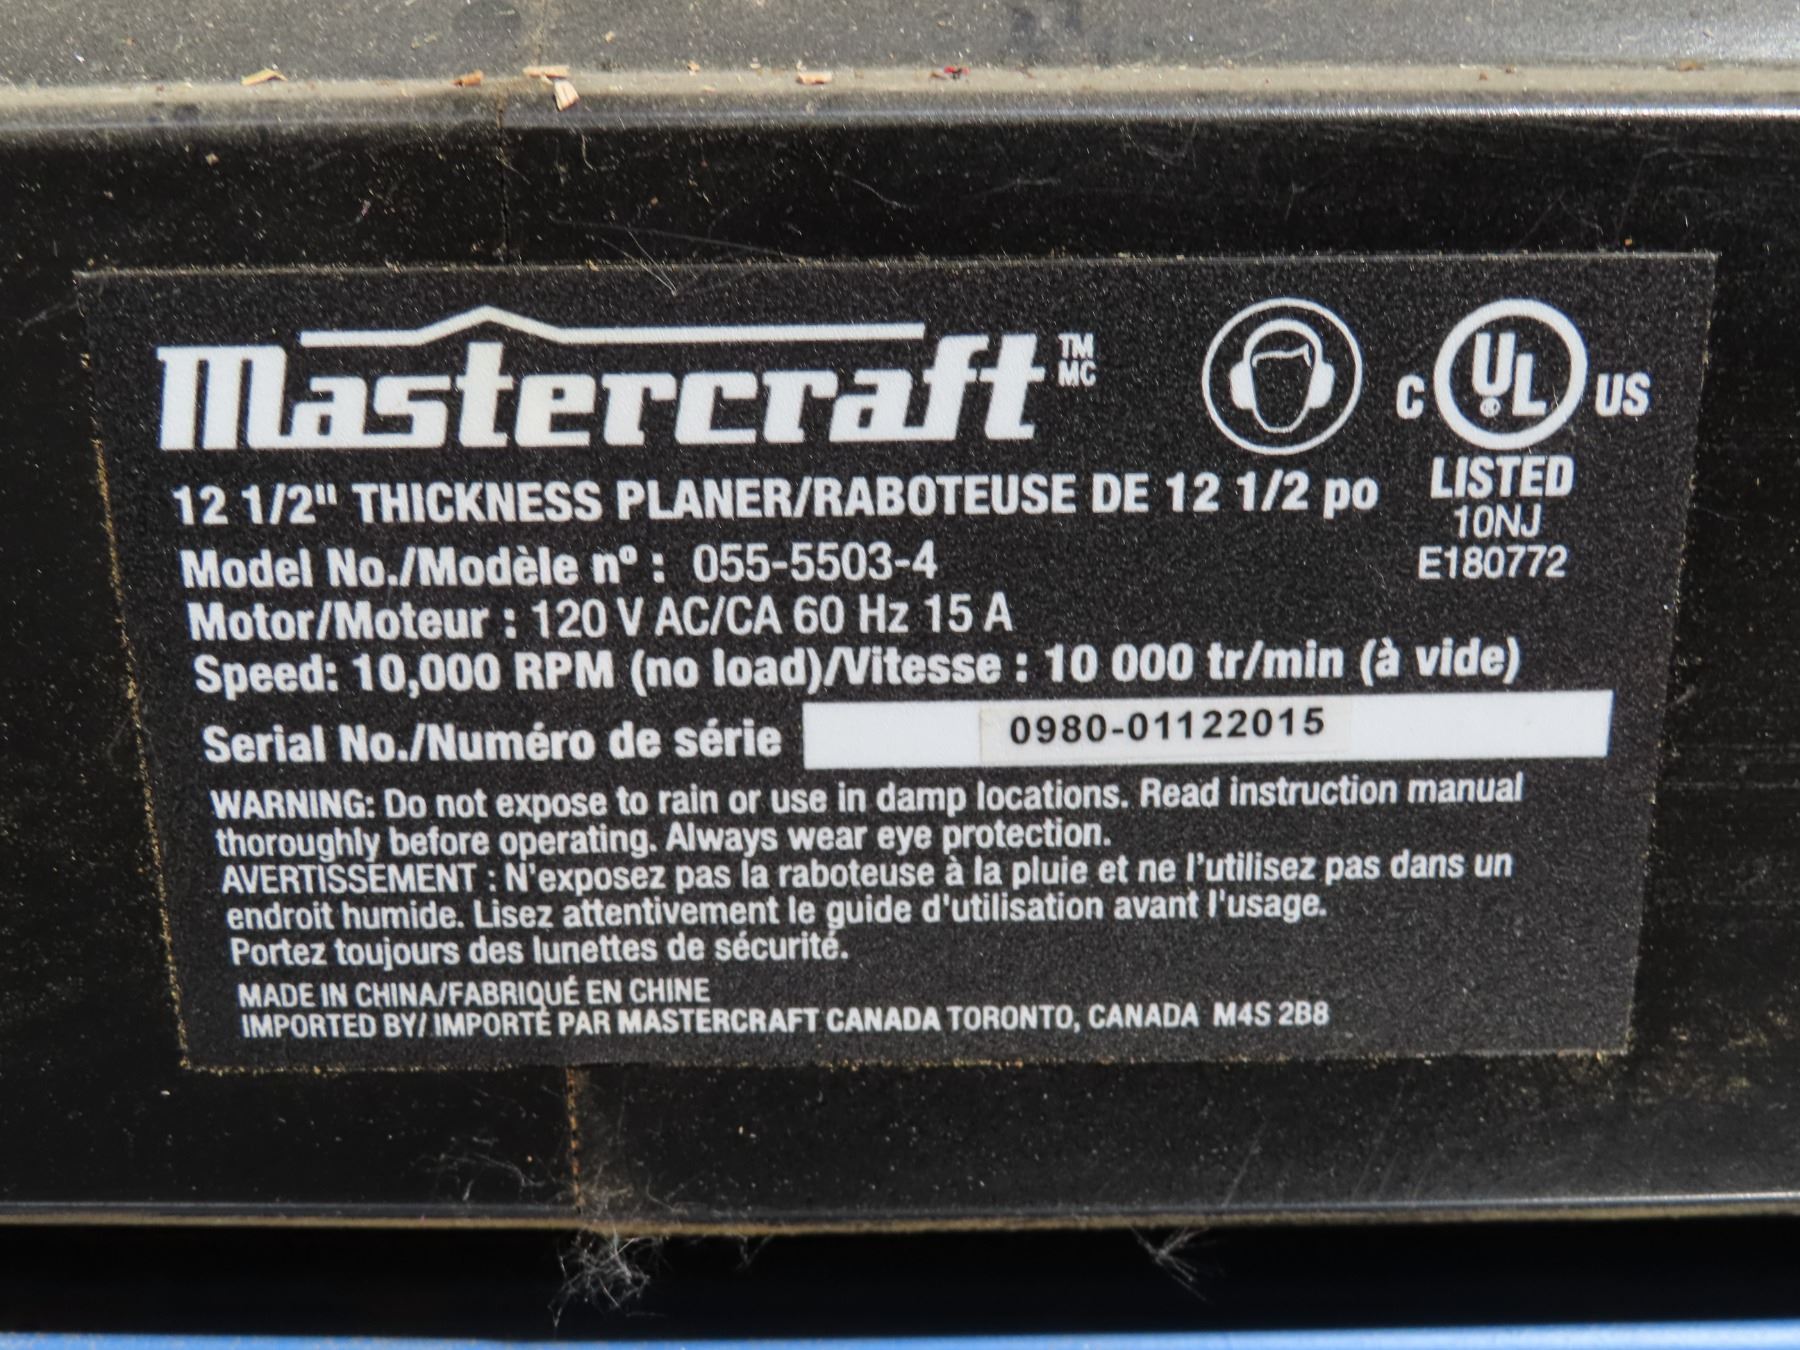 Mastercraft TM MC
C UL ® US
LISTED
10NJ
E180772
12 1/2" THICKNESS PLANER/RABOTEUSE DE 12 1/2 po
Model No./Modèle nº : 055-5503-4
Motor/Moteur : 120 V AC/CA 60 Hz 15 A
Speed: 10,000 RPM (no load)/Vitesse : 10 000 tr/min (à vide)
Serial No./Numéro de série 0980-01122015
WARNING: Do not expose to rain or use in damp locations. Read instruction manual
thoroughly before operating. Always wear eye protection.
AVERTISSEMENT : N'exposez pas la raboteuse à la pluie et ne l'utilisez pas dans un
endroit humide. Lisez attentivement le guide d'utilisation avant l'usage.
Portez toujours des lunettes de sécurité.
MADE IN CHINA/FABRIQUÉ EN CHINE
IMPORTED BY/ IMPORTÉ PAR MASTERCRAFT CANADA TORONTO, CANADA M4S 2B8